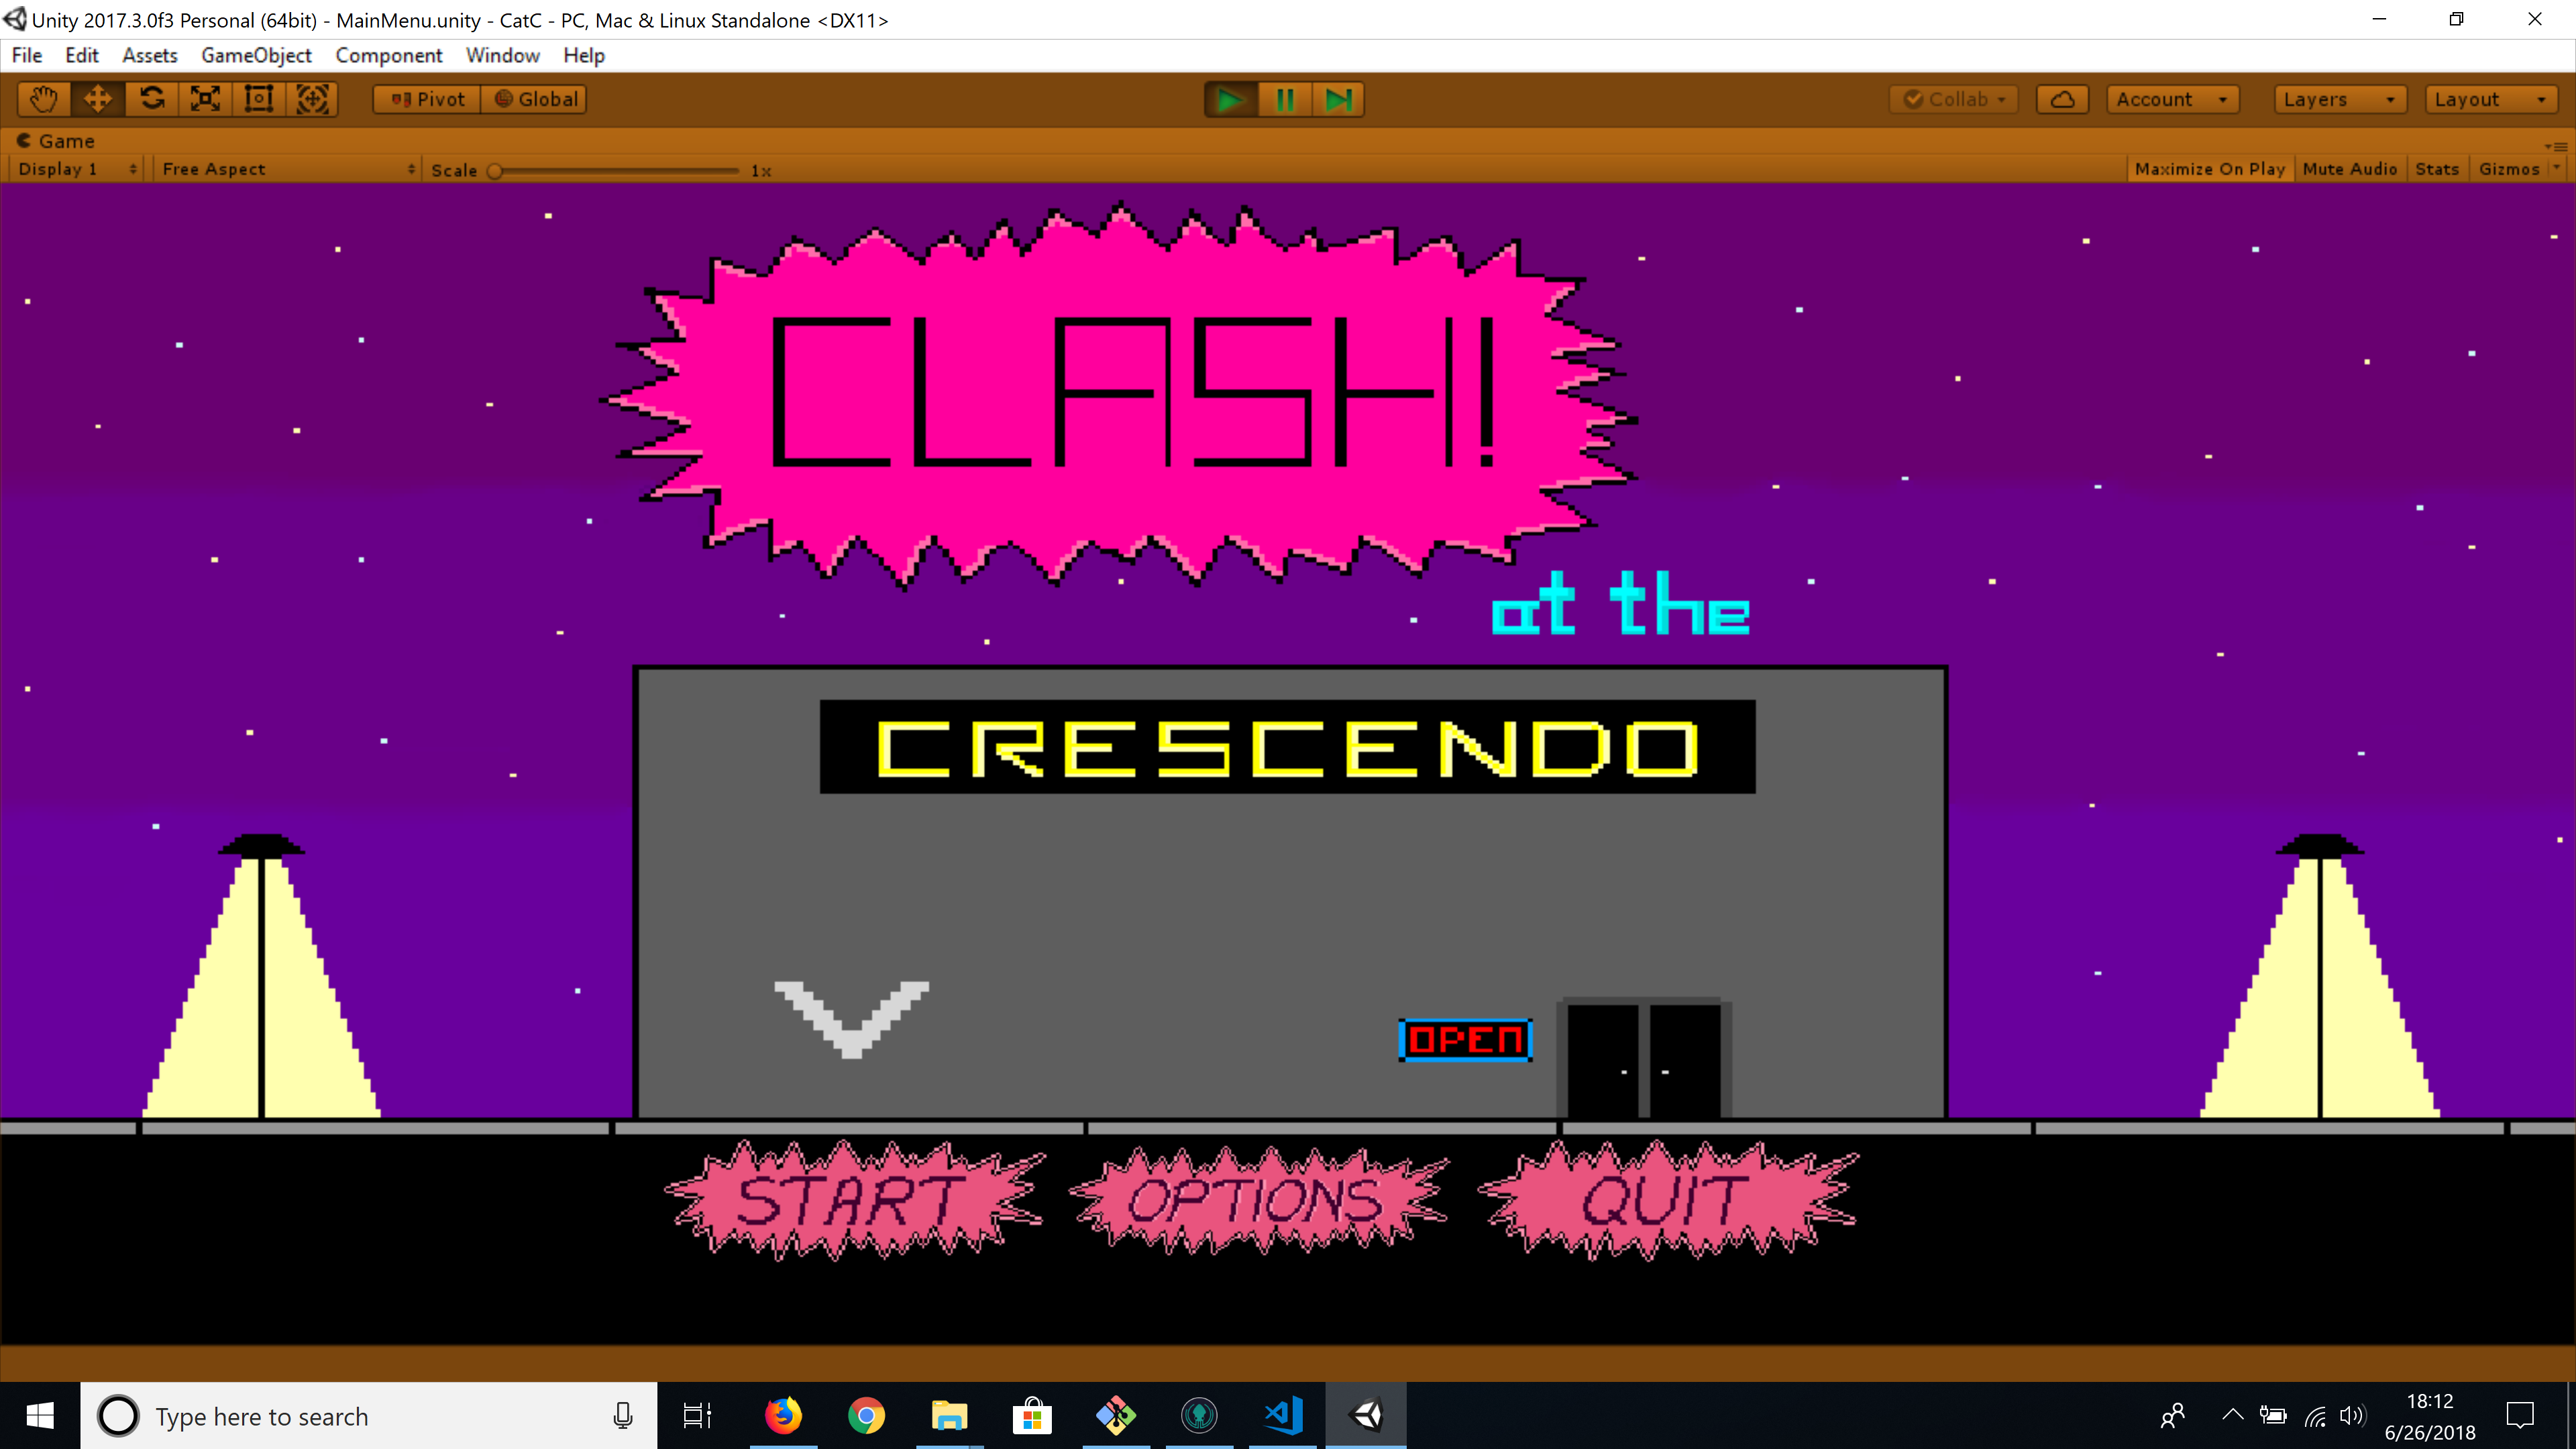 Unity 2017.3.0f3 Personal (64bit) - MainMenu.unity - CatC - PC, Mac & Linux Standalone <DX11>
File Edit Assets GameObject Component Window Help
Pivot Global Collab Account Layers Layout
Game
Display 1 Free Aspect Scale 1x Maximize On Play Mute Audio Stats Gizmos
CLASH!
at the
CRESCENDO
OPEN
START OPTIONS QUIT
Type here to search
18:12
6/26/2018